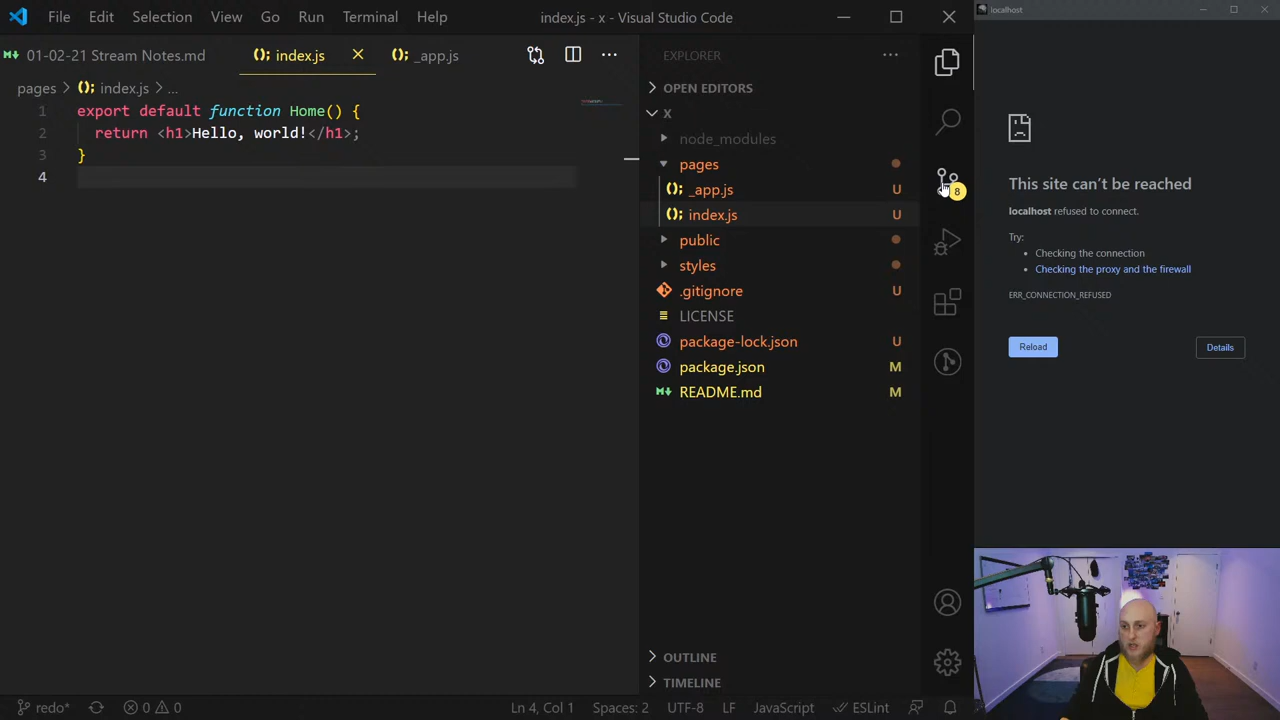 File Edit Selection View Go Run Terminal Help
index.js - x - Visual Studio Code
localhost
01-02-21 Stream Notes.md
index.js
_app.js
pages > index.js > ...
1 export default function Home() {
2 return <h1>Hello, world!</h1>;
3 }
4
EXPLORER
OPEN EDITORS
X
node_modules
pages
_app.js U
index.js U
public
styles
.gitignore U
LICENSE
package-lock.json U
package.json M
README.md M
OUTLINE
TIMELINE
8
This site can’t be reached
localhost refused to connect.
Try:
• Checking the connection
• Checking the proxy and the firewall
ERR_CONNECTION_REFUSED
Reload
Details
redo* 0 0 Ln 4, Col 1 Spaces: 2 UTF-8 LF JavaScript ESLint